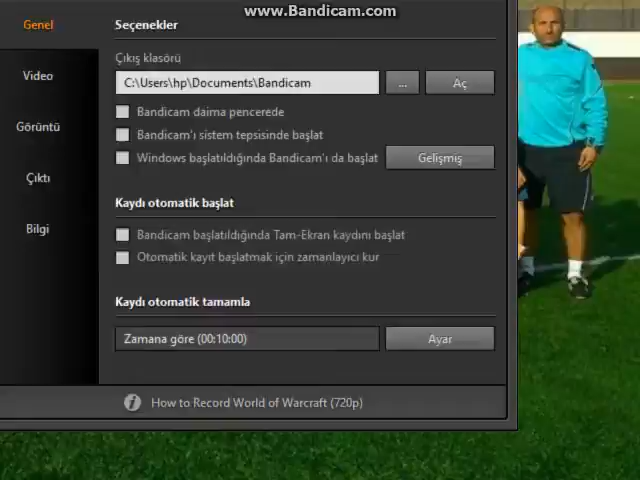 www.Bandicam.com
Genel
Video
Görüntü
Çıktı
Bilgi
Seçenekler
Çıkış klasörü
C:\Users\hp\Documents\Bandicam
...
Aç
Bandicam daima pencerede
Bandicam'ı sistem tepsisinde başlat
Windows başlatıldığında Bandicam'ı da başlat
Gelişmiş
Kaydı otomatik başlat
Bandicam başlatıldığında Tam-Ekran kaydını başlat
Otomatik kayıt başlatmak için zamanlayıcı kur
Kaydı otomatik tamamla
Zamana göre (00:10:00)
Ayar
How to Record World of Warcraft (720p)